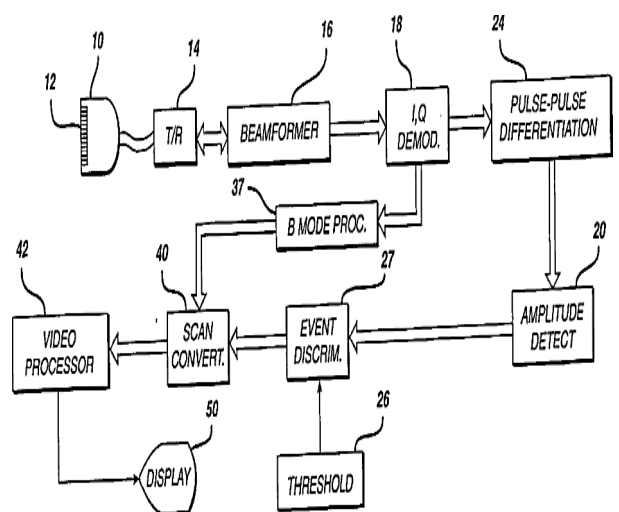 10
12
14
16
18
24
T/R
BEAMFORMER
I,Q
DEMOD.
PULSE-PULSE
DIFFERENTIATION
37
B MODE PROC.
42
40
27
20
VIDEO
PROCESSOR
SCAN
CONVERT.
EVENT
DISCRIM.
AMPLITUDE
DETECT
50
26
DISPLAY
THRESHOLD